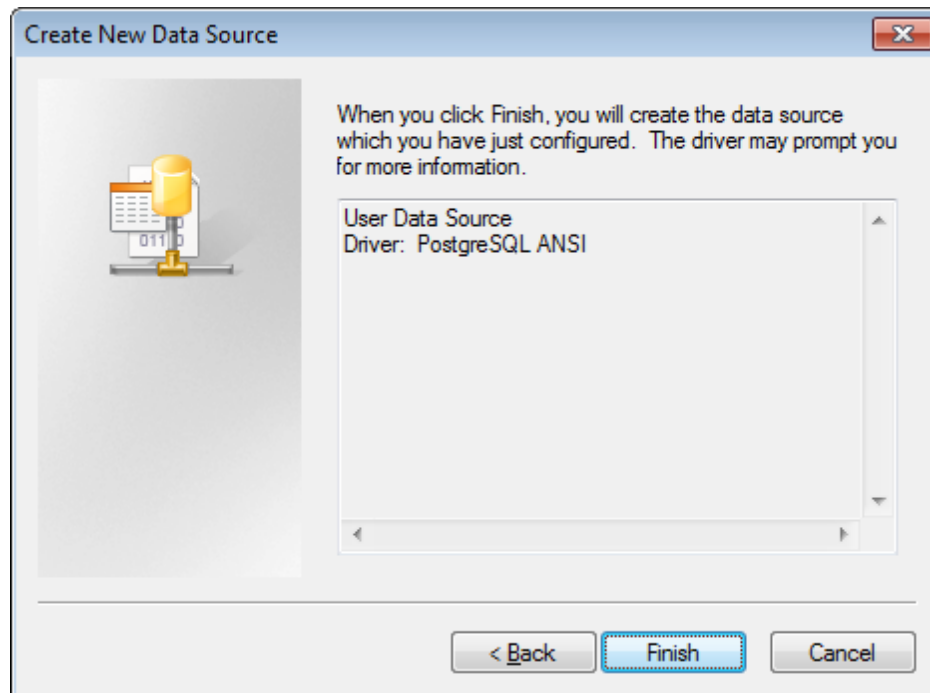 Create New Data Source
When you click Finish, you will create the data source
which you have just configured. The driver may prompt you
for more information.
User Data Source
Driver: PostgreSQL ANSI
< Back
Finish
Cancel